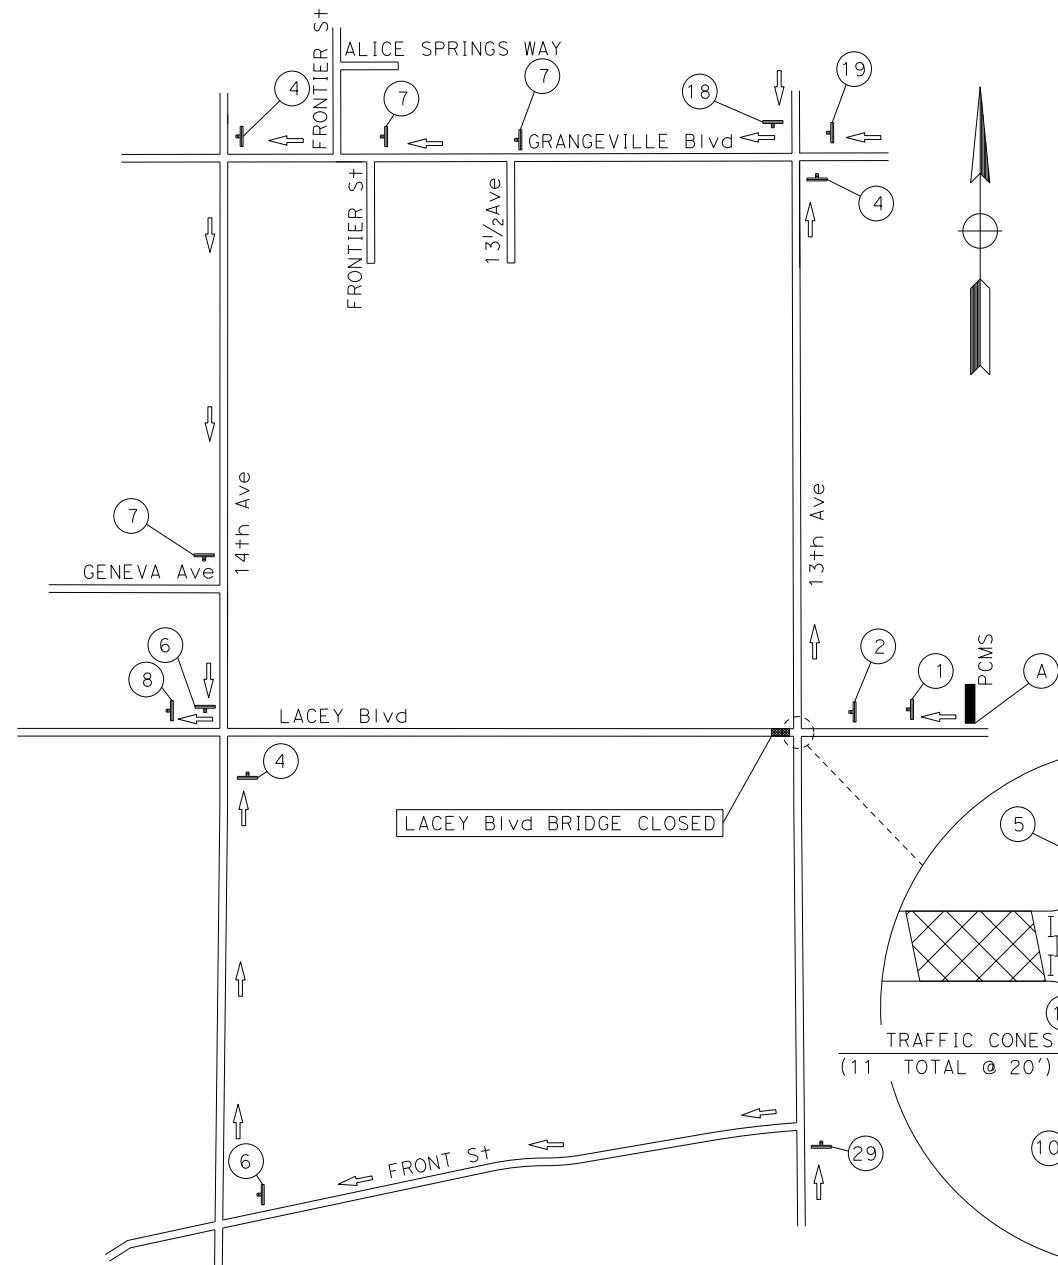 FRONTIER St
ALICE SPRINGS WAY
4
7
7
18
19
GRANGEVILLE Blvd
4
FRONTIER St
13½Ave
14th Ave
13th Ave
7
GENEVA Ave
6
8
2
1
PCMS
A
LACEY Blvd
4
LACEY Blvd BRIDGE CLOSED
5
TRAFFIC CONES
(11 TOTAL @ 20')
10
29
6
FRONT St